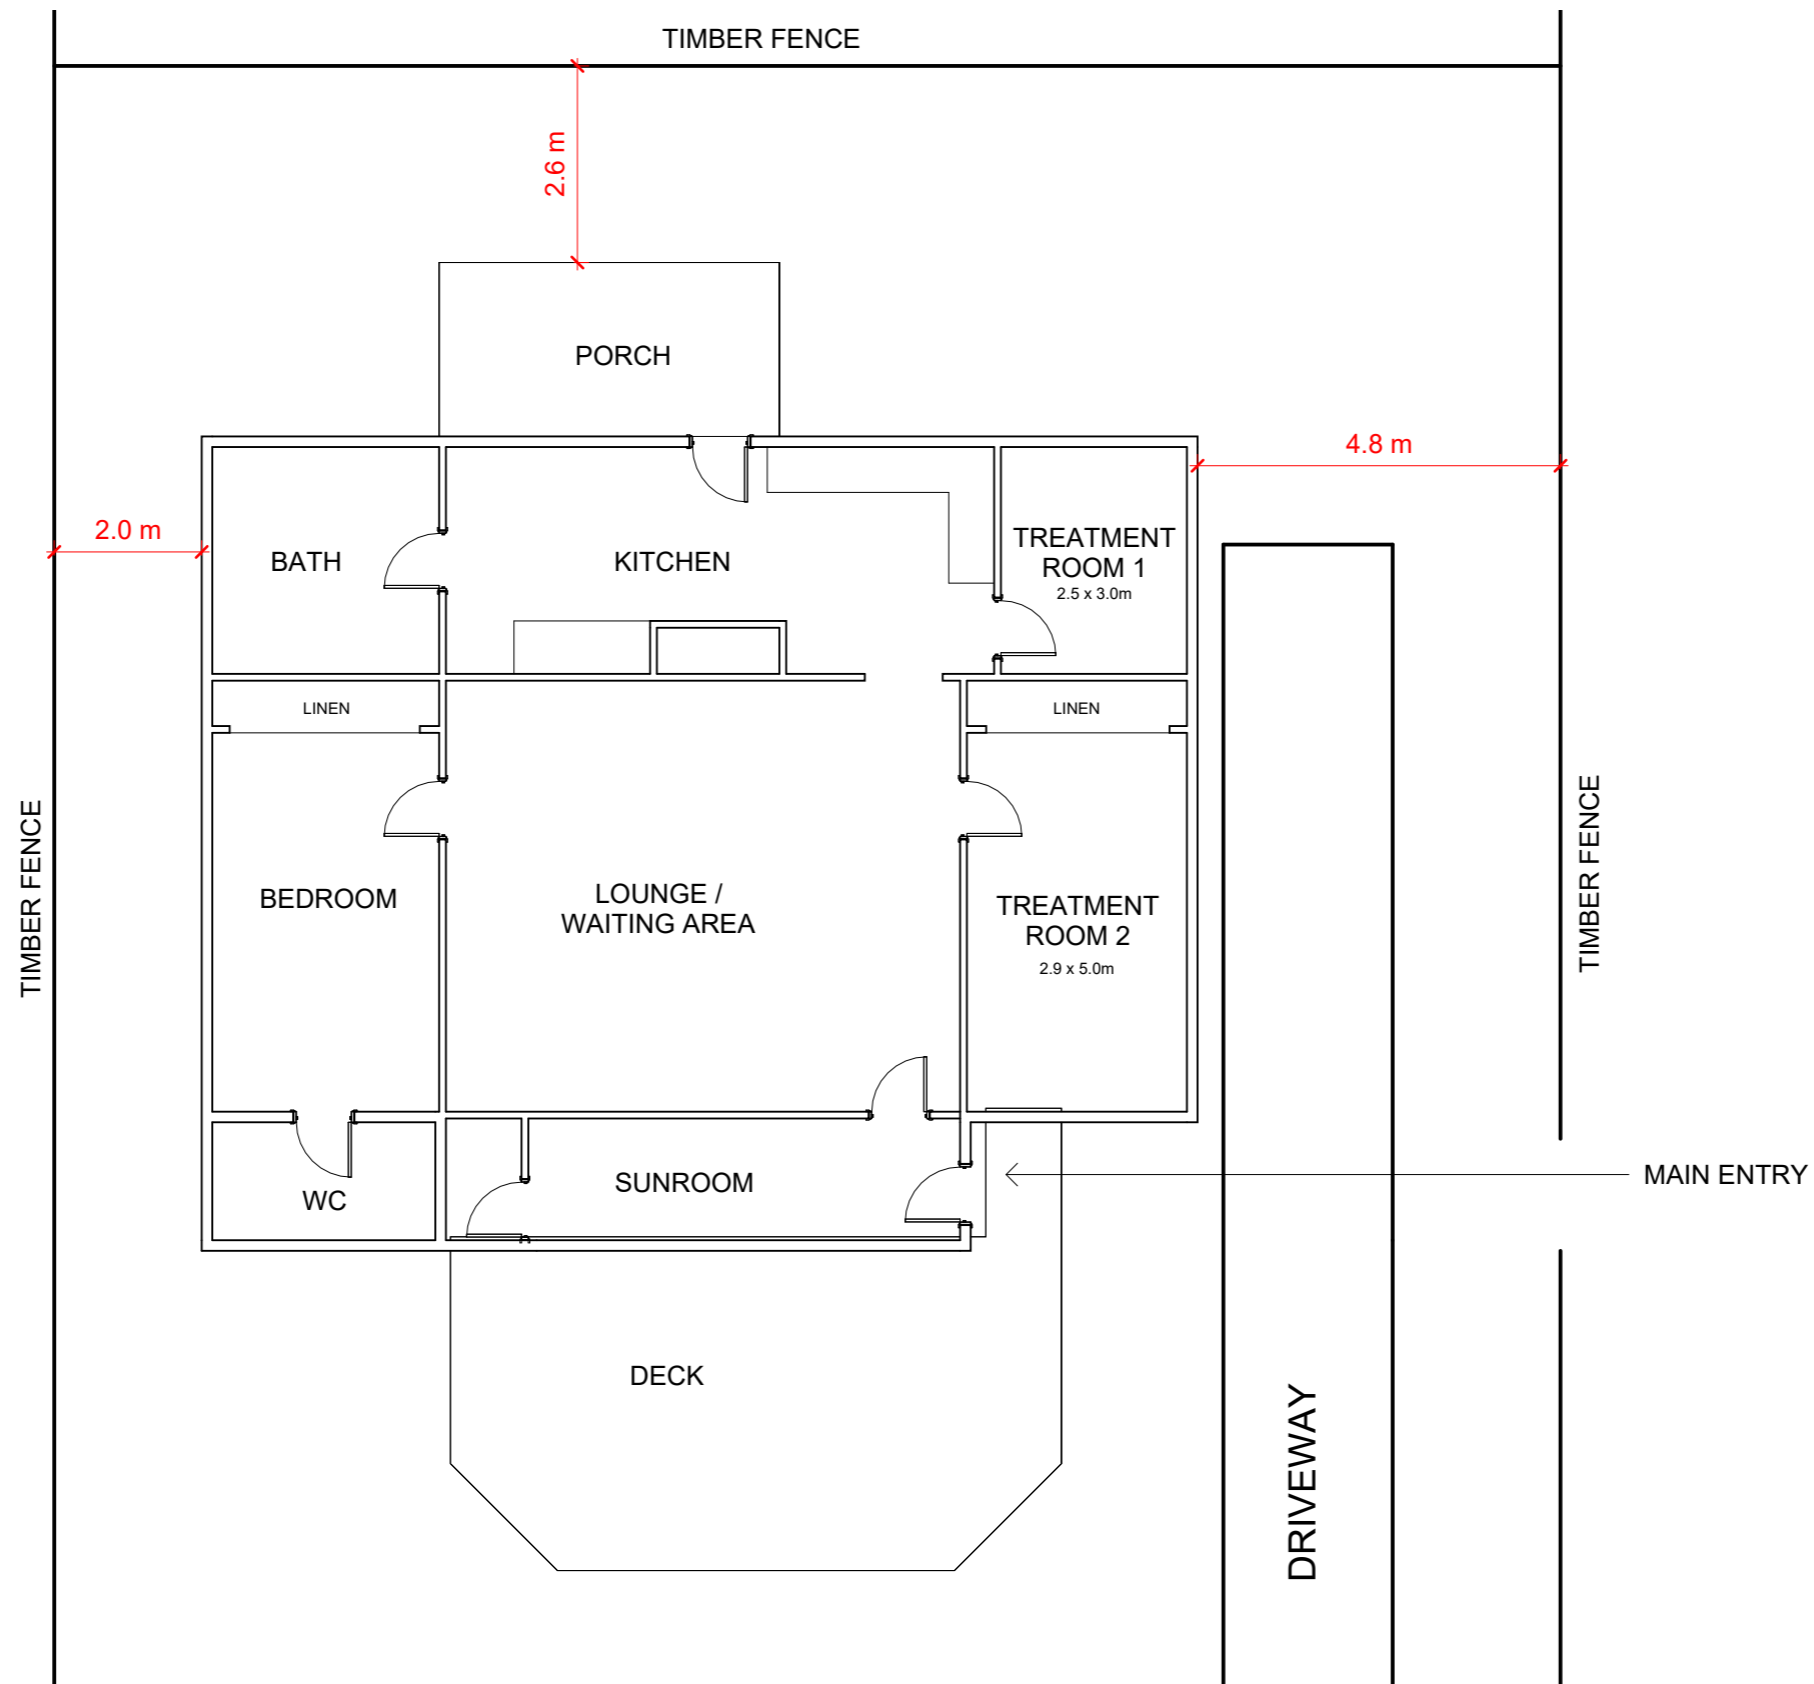 TIMBER FENCE
2.6 m
PORCH
4.8 m
2.0 m
BATH
KITCHEN
TREATMENT
ROOM 1
2.5 x 3.0m
LINEN
LINEN
TIMBER FENCE
BEDROOM
LOUNGE /
WAITING AREA
TREATMENT
ROOM 2
2.9 x 5.0m
TIMBER FENCE
WC
SUNROOM
MAIN ENTRY
DECK
DRIVEWAY